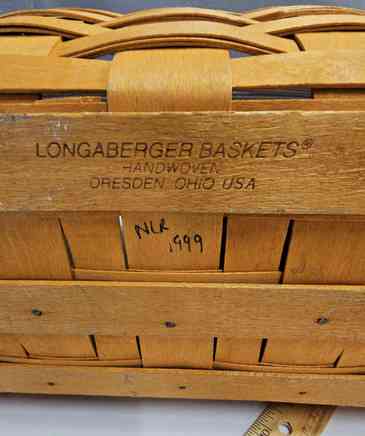 LONGABERGER BASKETS®
HANDWOVEN
DRESDEN, OHIO USA
NLR
1999